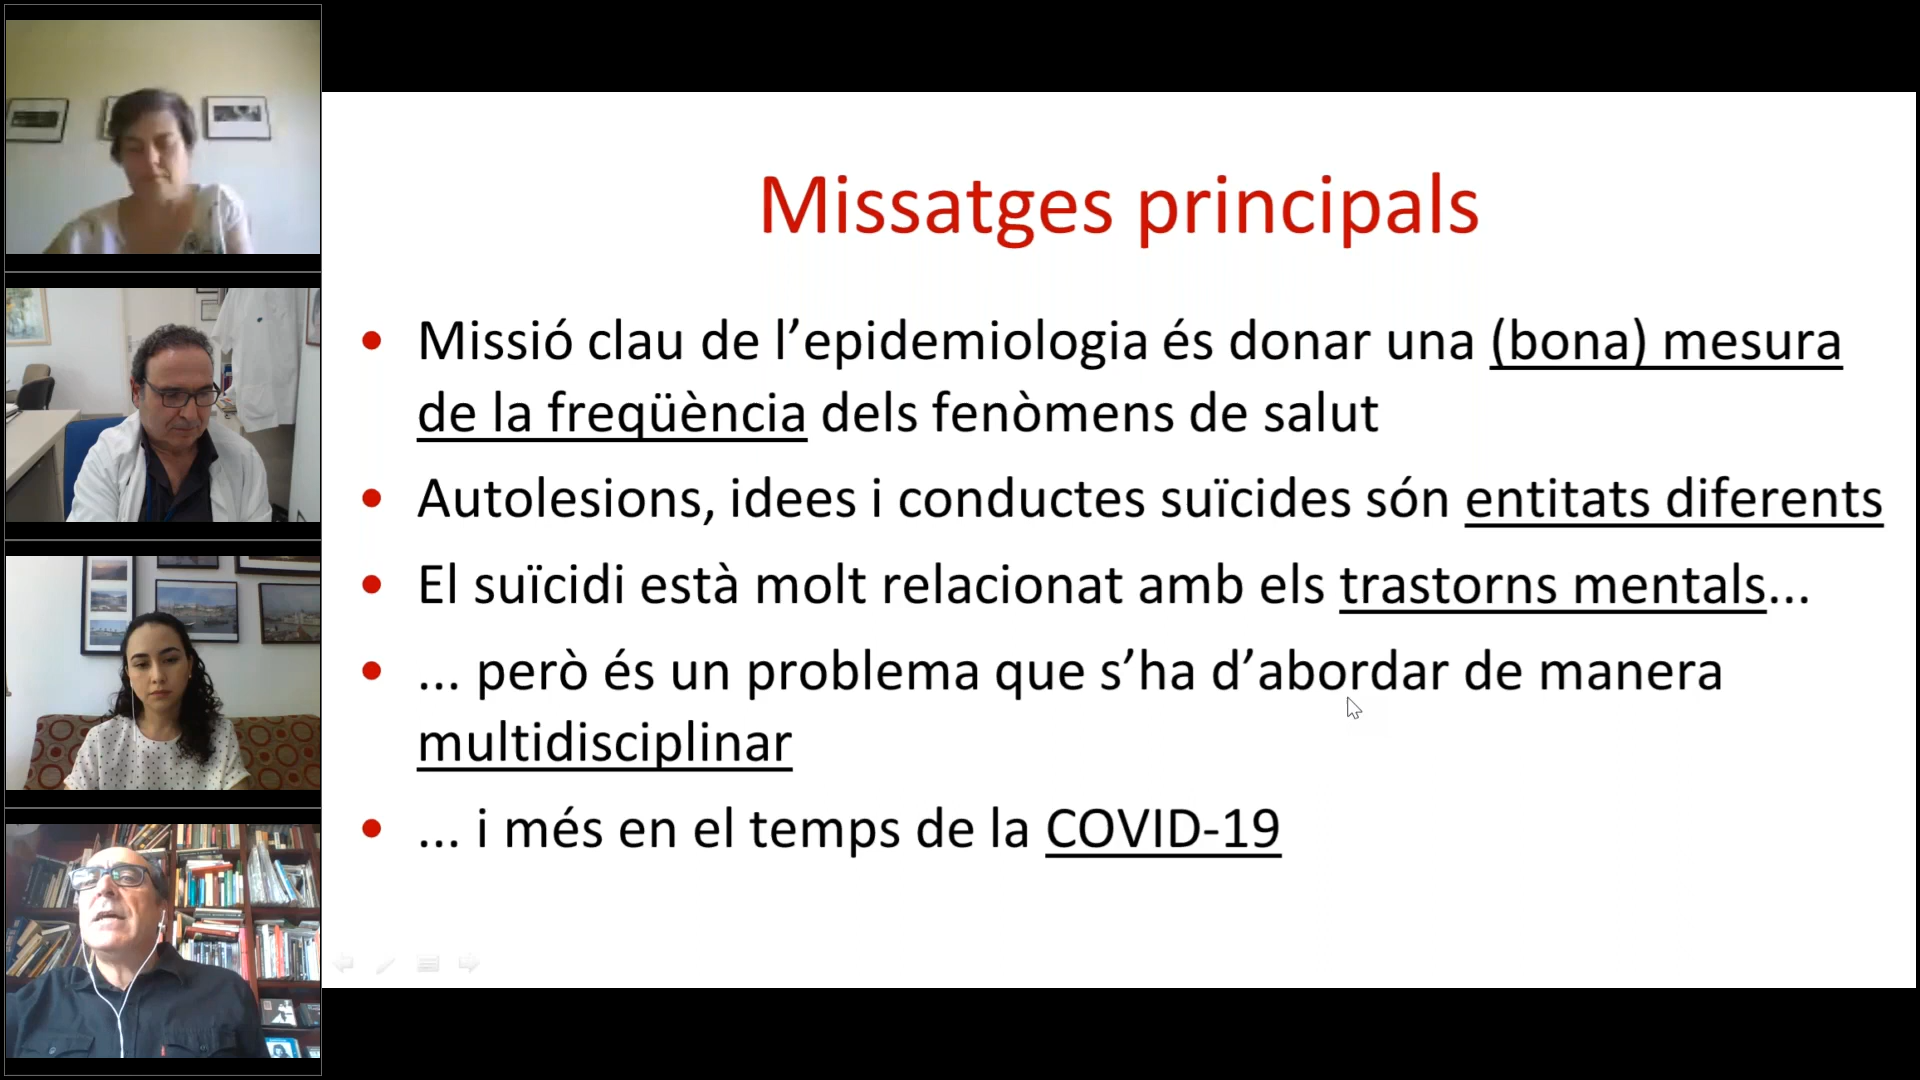 Missatges principals
• Missió clau de l’epidemiologia és donar una (bona) mesura
de la freqüència dels fenòmens de salut
• Autolesions, idees i conductes suïcides són entitats diferents
• El suïcidi està molt relacionat amb els trastorns mentals...
• ... però és un problema que s’ha d’abordar de manera
multidisciplinar
• ... i més en el temps de la COVID-19